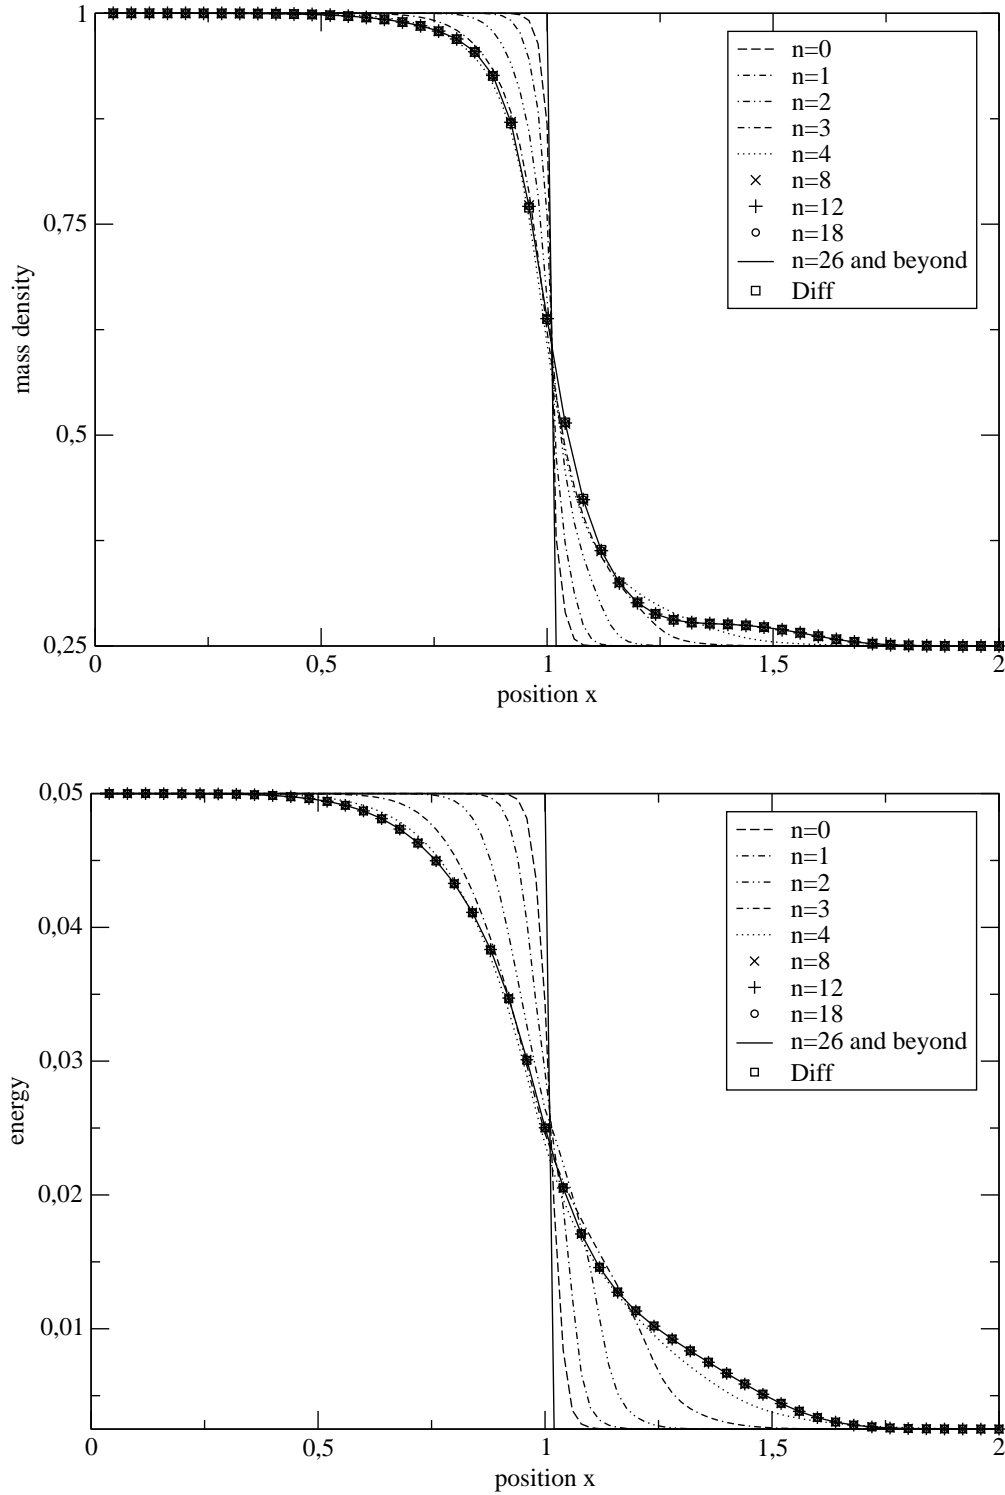 1
0,75
0,5
0,25
mass density
0
0,5
1
1,5
2
position x
n=0
n=1
n=2
n=3
n=4
n=8
n=12
n=18
n=26 and beyond
Diff
0,05
0,04
0,03
0,02
0,01
0
energy
0,5
1
1,5
2
position x
n=0
n=1
n=2
n=3
n=4
n=8
n=12
n=18
n=26 and beyond
Diff